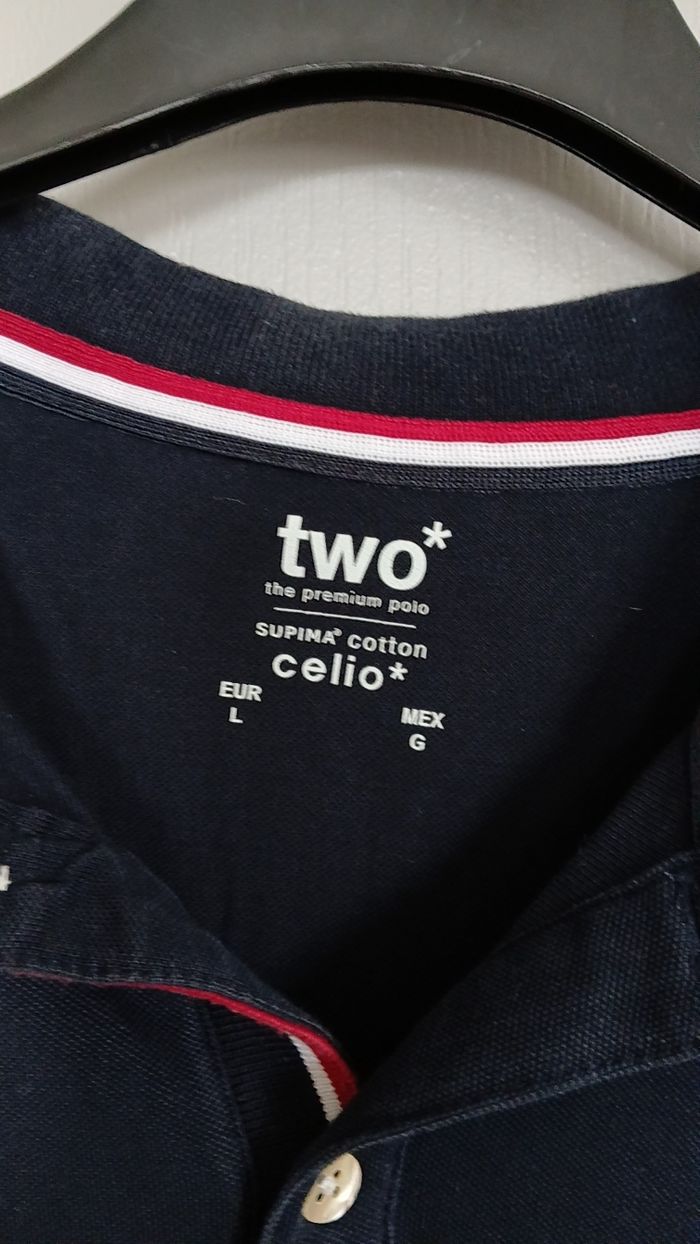 two*
the premium polo
SUPIMA® cotton
celio*
EUR MEX
L G